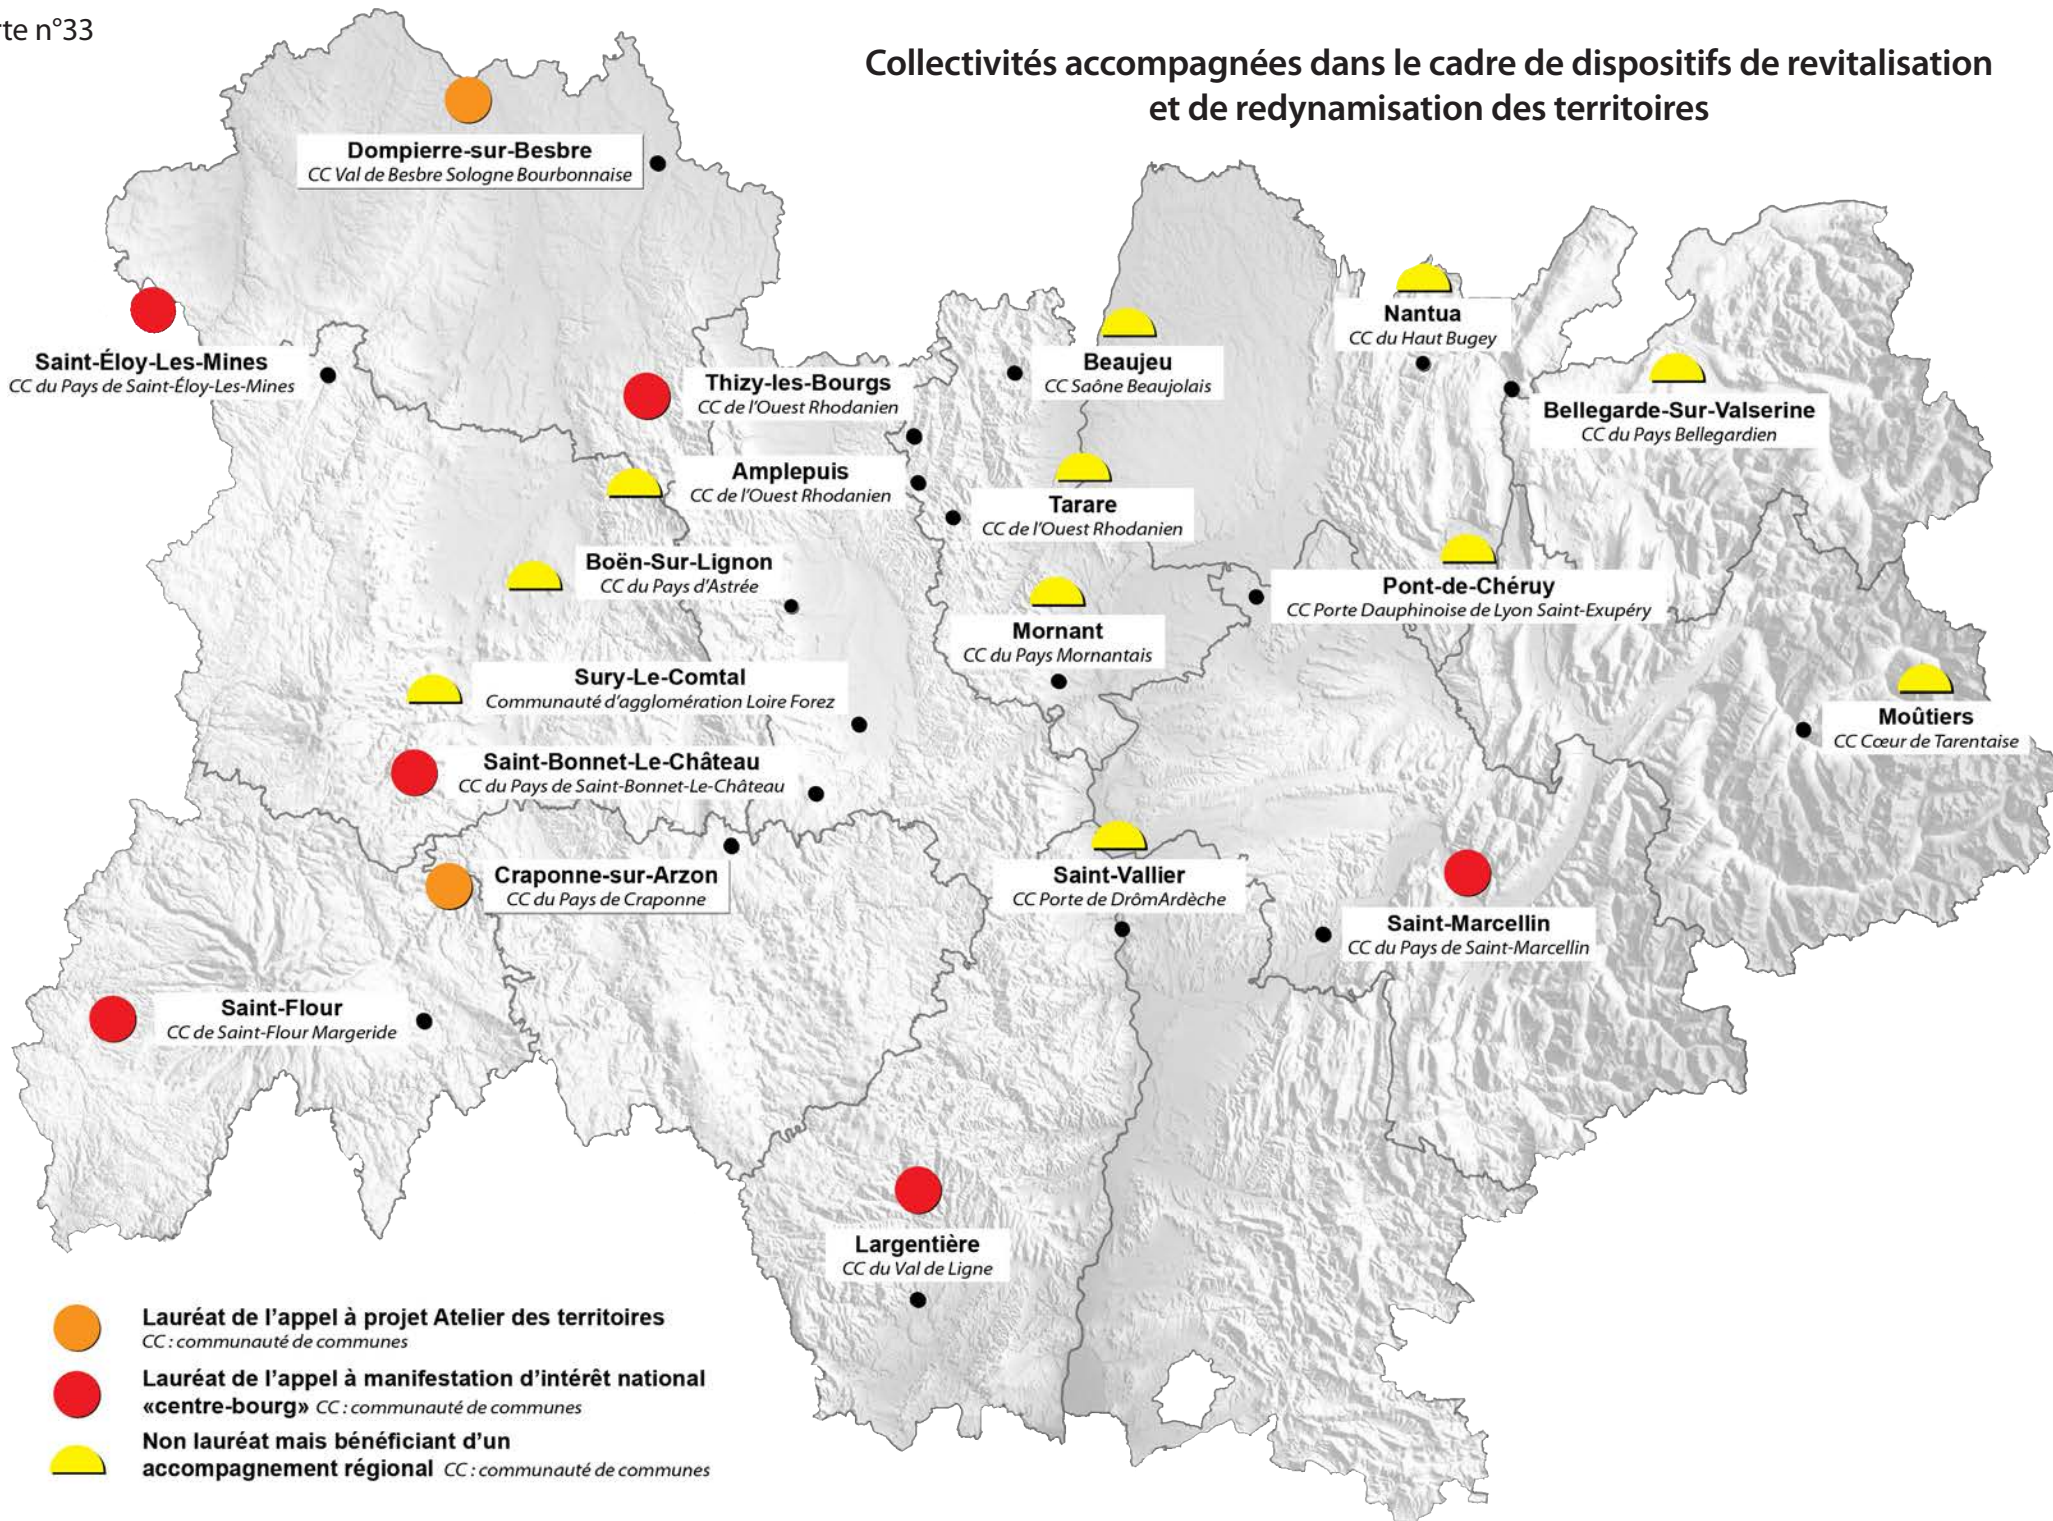 rte n°33
Collectivités accompagnées dans le cadre de dispositifs de revitalisation
et de redynamisation des territoires
Dompierre-sur-Besbre
CC Val de Besbre Sologne Bourbonnaise
Saint-Éloy-Les-Mines
CC du Pays de Saint-Éloy-Les-Mines
Thizy-les-Bourgs
CC de l'Ouest Rhodanien
Beaujeu
CC Saône Beaujolais
Nantua
CC du Haut Bugey
Bellegarde-Sur-Valserine
CC du Pays Bellegardien
Amplepuis
CC de l'Ouest Rhodanien
Tarare
CC de l'Ouest Rhodanien
Boën-Sur-Lignon
CC du Pays d'Astrée
Pont-de-Chéruy
CC Porte Dauphinoise de Lyon Saint-Exupéry
Mornant
CC du Pays Mornantais
Sury-Le-Comtal
Communauté d'agglomération Loire Forez
Moûtiers
CC Cœur de Tarentaise
Saint-Bonnet-Le-Château
CC du Pays de Saint-Bonnet-Le-Château
Craponne-sur-Arzon
CC du Pays de Craponne
Saint-Vallier
CC Porte de DrômArdèche
Saint-Marcellin
CC du Pays de Saint-Marcellin
Saint-Flour
CC de Saint-Flour Margeride
Largentière
CC du Val de Ligne
Lauréat de l'appel à projet Atelier des territoires
CC : communauté de communes
Lauréat de l'appel à manifestation d'intérêt national
«centre-bourg» CC : communauté de communes
Non lauréat mais bénéficiant d'un
accompagnement régional CC : communauté de communes